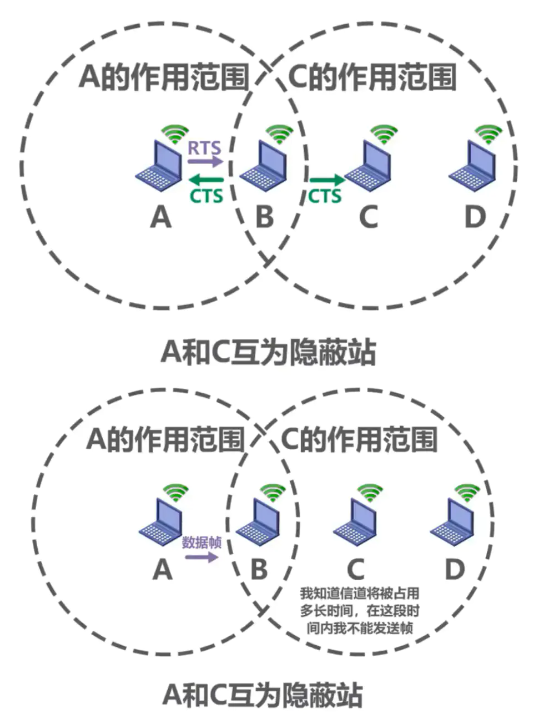 A的作用范围 C的作用范围
RTS
CTS CTS
A B C D
A和C互为隐蔽站
A的作用范围 C的作用范围
数据帧
A B C D
我知道信道将被占用
多长时间，在这段时
间内我不能发送帧
A和C互为隐蔽站